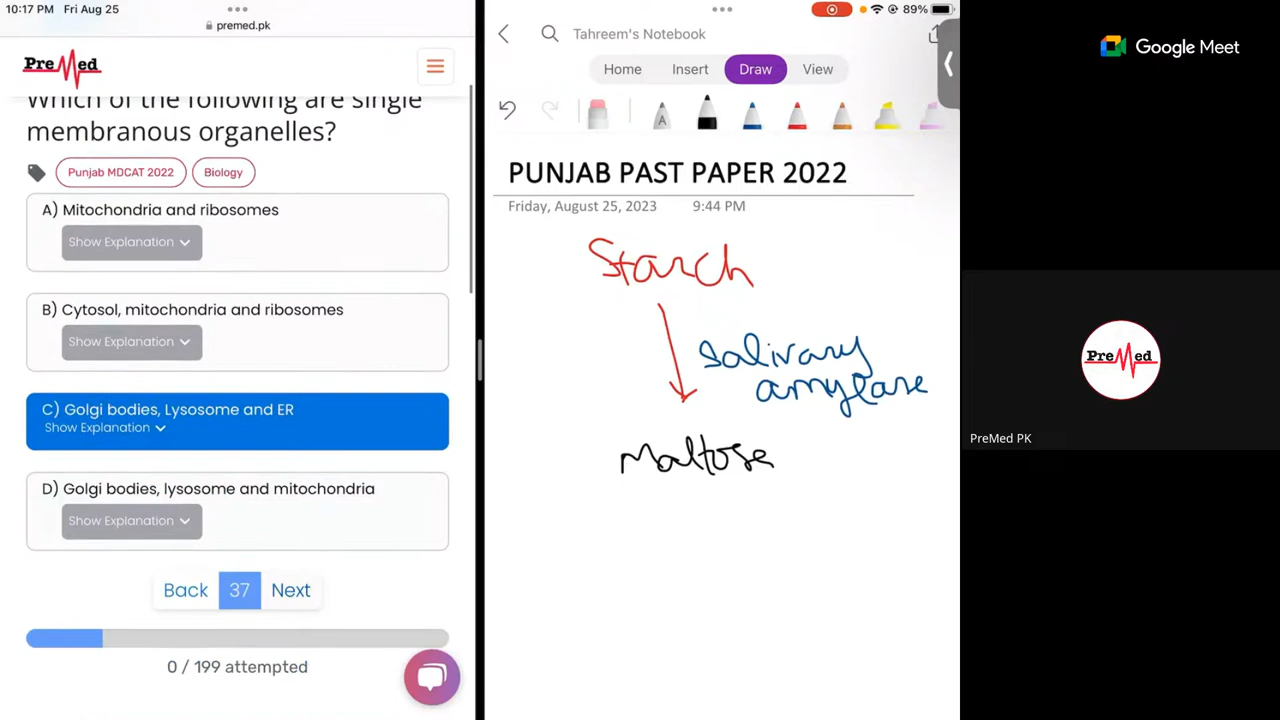 10:17 PM Fri Aug 25
premed.pk
PreMed
Which of the following are single
membranous organelles?
Punjab MDCAT 2022
Biology
A) Mitochondria and ribosomes
Show Explanation
B) Cytosol, mitochondria and ribosomes
Show Explanation
C) Golgi bodies, Lysosome and ER
Show Explanation
D) Golgi bodies, lysosome and mitochondria
Show Explanation
Back 37 Next
0 / 199 attempted
89%
Tahreem's Notebook
Home Insert Draw View
A
PUNJAB PAST PAPER 2022
Friday, August 25, 2023 9:44 PM
Starch
Salivary
amylase
Maltose
Google Meet
PreMed
PreMed PK